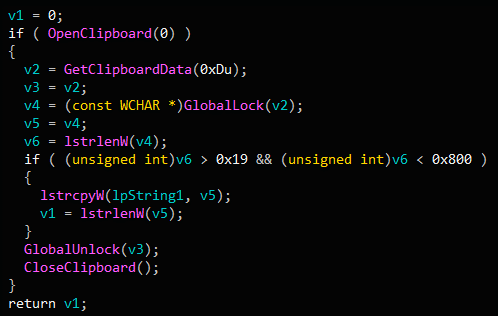 v1 = 0;
if ( OpenClipboard(0) )
{
  v2 = GetClipboardData(0xDu);
  v3 = v2;
  v4 = (const WCHAR *)GlobalLock(v2);
  v5 = v4;
  v6 = lstrlenW(v4);
  if ( (unsigned int)v6 > 0x19 && (unsigned int)v6 < 0x800 )
  {
    lstrcpyW(lpString1, v5);
    v1 = lstrlenW(v5);
  }
  GlobalUnlock(v3);
  CloseClipboard();
}
return v1;